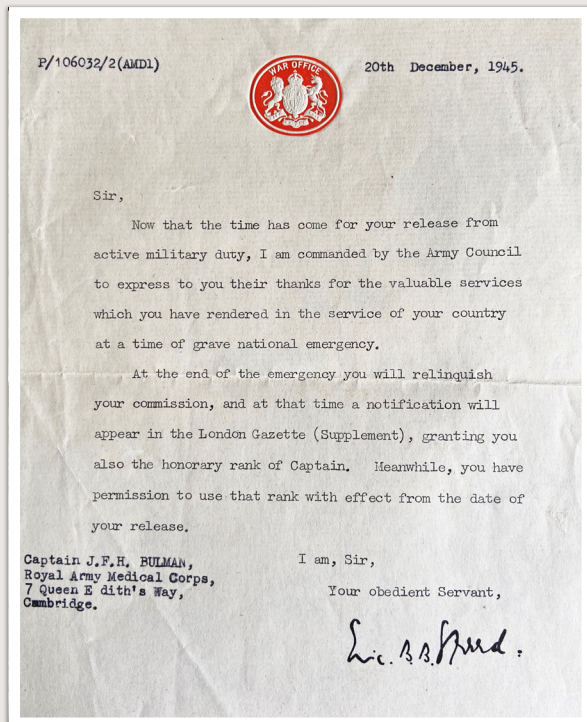 P/106032/2(AMD1)
WAR OFFICE
20th December, 1945.
Sir,
Now that the time has come for your release from
active military duty, I am commanded by the Army Council
to express to you their thanks for the valuable services
which you have rendered in the service of your country
at a time of grave national emergency.
At the end of the emergency you will relinquish
your commission, and at that time a notification will
appear in the London Gazette (Supplement), granting you
also the honorary rank of Captain. Meanwhile, you have
permission to use that rank with effect from the date of
your release.
Captain J.F.H. BULMAN,
Royal Army Medical Corps,
7 Queen E dith's Way,
Cambridge.
I am, Sir,
Your obedient Servant,
Eric. B.B. Speed.